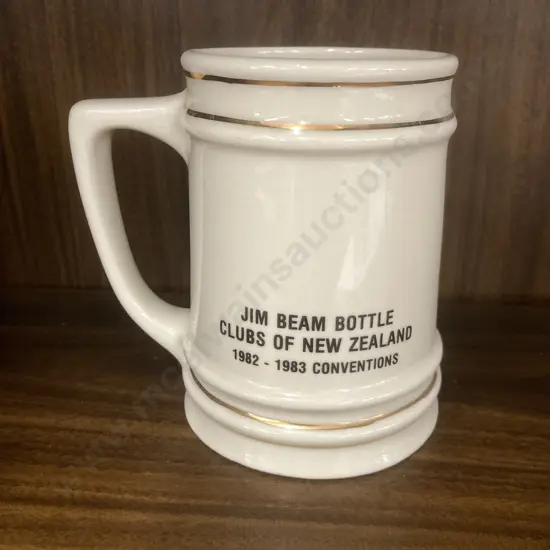 JIM BEAM BOTTLE
CLUBS OF NEW ZEALAND
1982 - 1983 CONVENTIONS